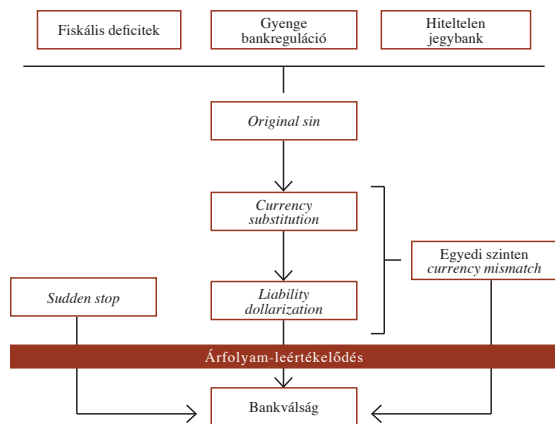 Fiskális deficitek
Gyenge
bankreguláció
Hiteltelen
jegybank
Original sin
Currency
substitution
Egyedi szinten
currency mismatch
Sudden stop
Liability
dollarization
Árfolyam-leértékelődés
Bankválság